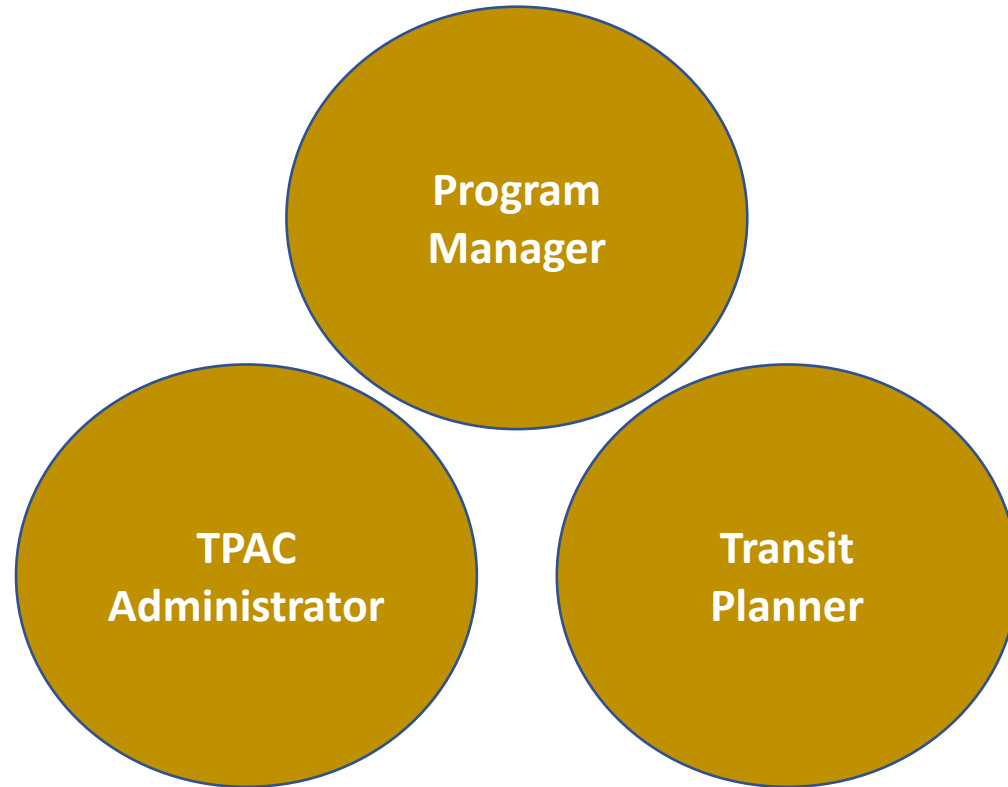 Program
Manager
TPAC
Administrator
Transit
Planner